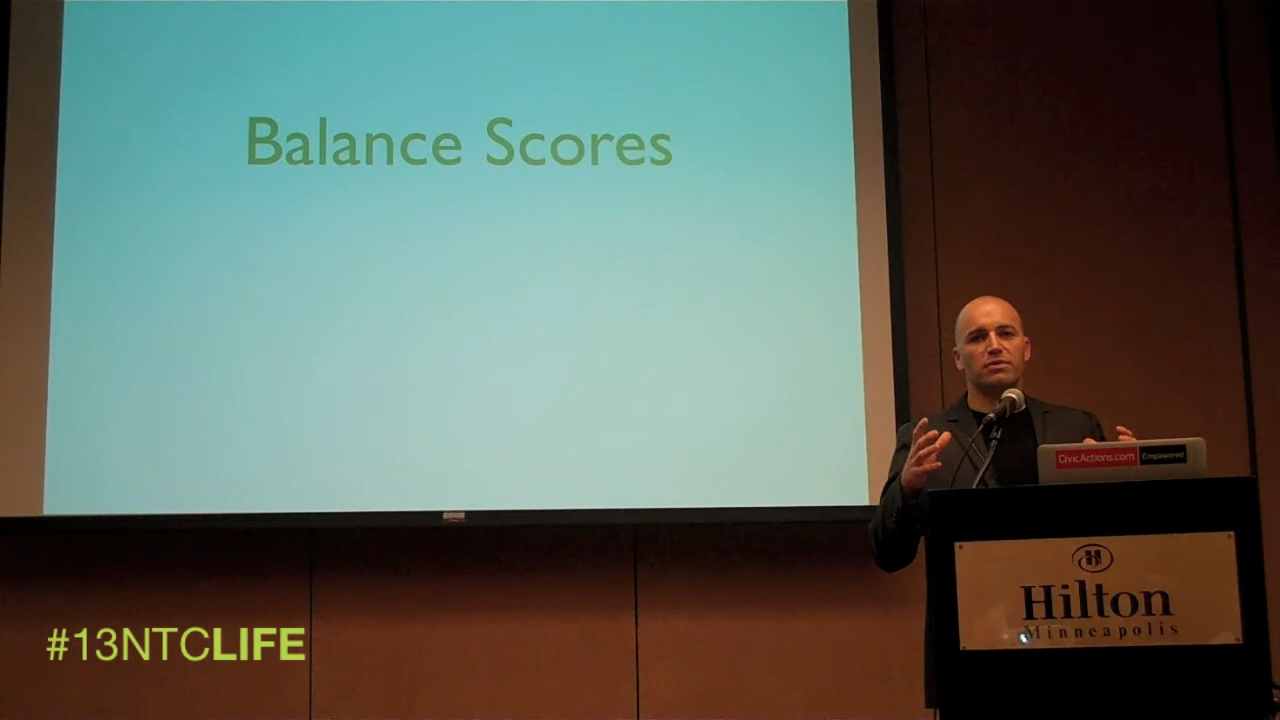 Balance Scores
CivicActions.com Empowered
H
Hilton
Minneapolis
#13NTCLIFE